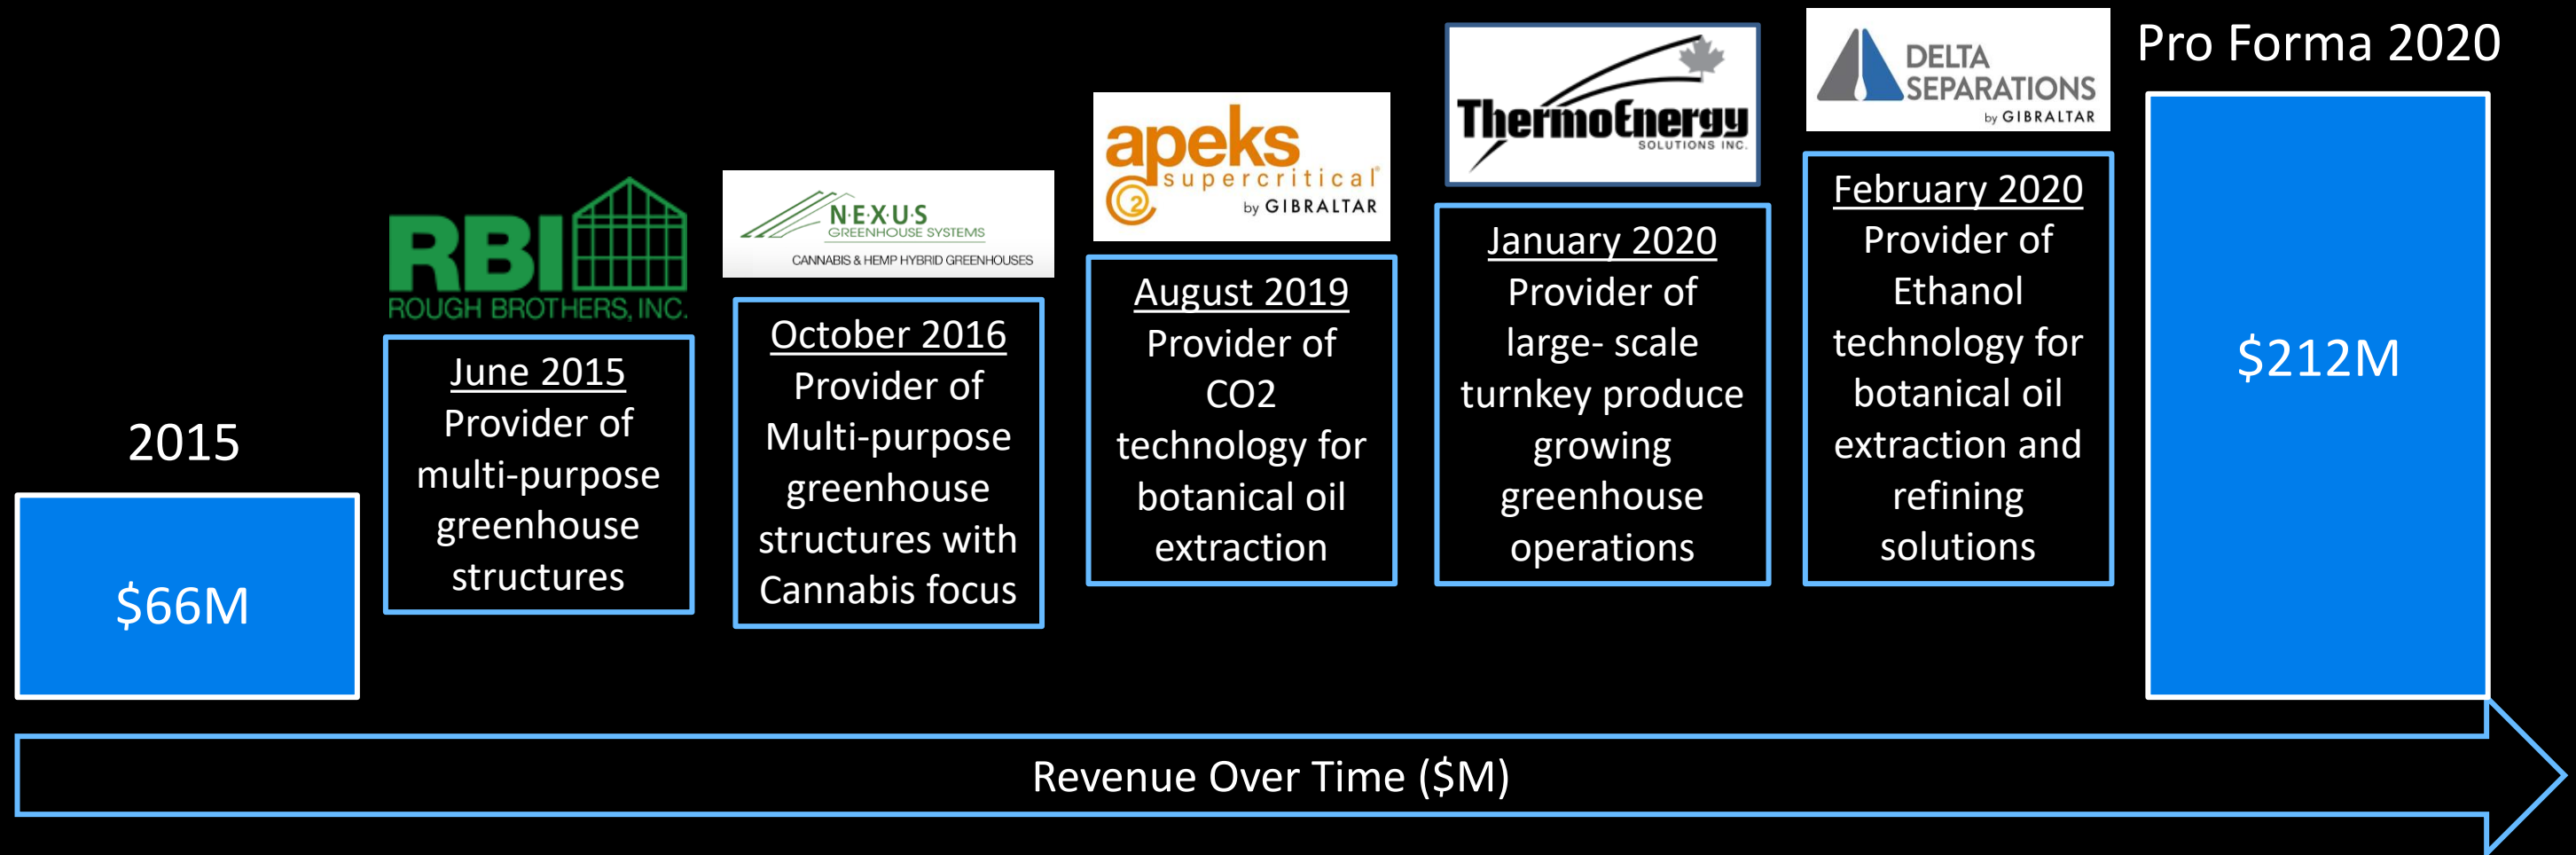 2015
$66M
RBI
ROUGH BROTHERS, INC.
June 2015
Provider of
multi-purpose
greenhouse
structures
N·E·X·U·S
GREENHOUSE SYSTEMS
CANNABIS & HEMP HYBRID GREENHOUSES
October 2016
Provider of
Multi-purpose
greenhouse
structures with
Cannabis focus
apeks
supercritical®
2
by GIBRALTAR
August 2019
Provider of
CO2
technology for
botanical oil
extraction
ThermoEnergy
SOLUTIONS INC.
January 2020
Provider of
large- scale
turnkey produce
growing
greenhouse
operations
DELTA
SEPARATIONS
by GIBRALTAR
February 2020
Provider of
Ethanol
technology for
botanical oil
extraction and
refining
solutions
Pro Forma 2020
$212M
Revenue Over Time ($M)